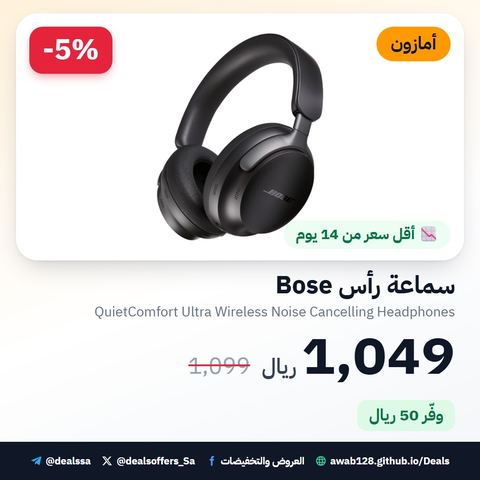 -5%
أمازون
BOSE
أقل سعر من 14 يوم
سماعة رأس Bose
QuietComfort Ultra Wireless Noise Cancelling Headphones
1,049 ريال 1,099
وفّر 50 ريال
@dealssa @dealsoffers_Sa العروض والتخفيضات awab128.github.io/Deals